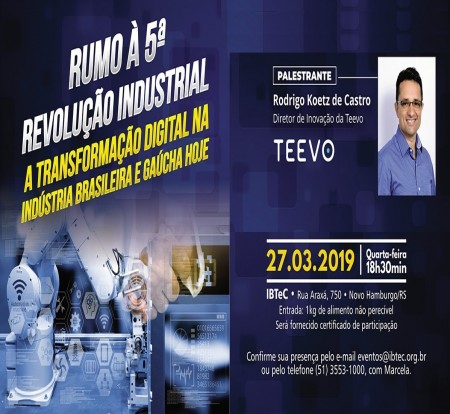 RUMO À 5ª
REVOLUÇÃO INDUSTRIAL
A TRANSFORMAÇÃO DIGITAL NA
INDÚSTRIA BRASILEIRA E GAÚCHA HOJE
PALESTRANTE
Rodrigo Koetz de Castro
Diretor de Inovação da Teevo
TEEVO
27.03.2019
Quarta-feira
18h30min
IBTeC • Rua Araxá, 750 • Novo Hamburgo/RS
Entrada: 1kg de alimento não perecível
Será fornecido certificado de participação
Confirme sua presença pelo e-mail eventos@ibtec.org.br
ou pelo telefone (51) 3553-1000, com Marcela.